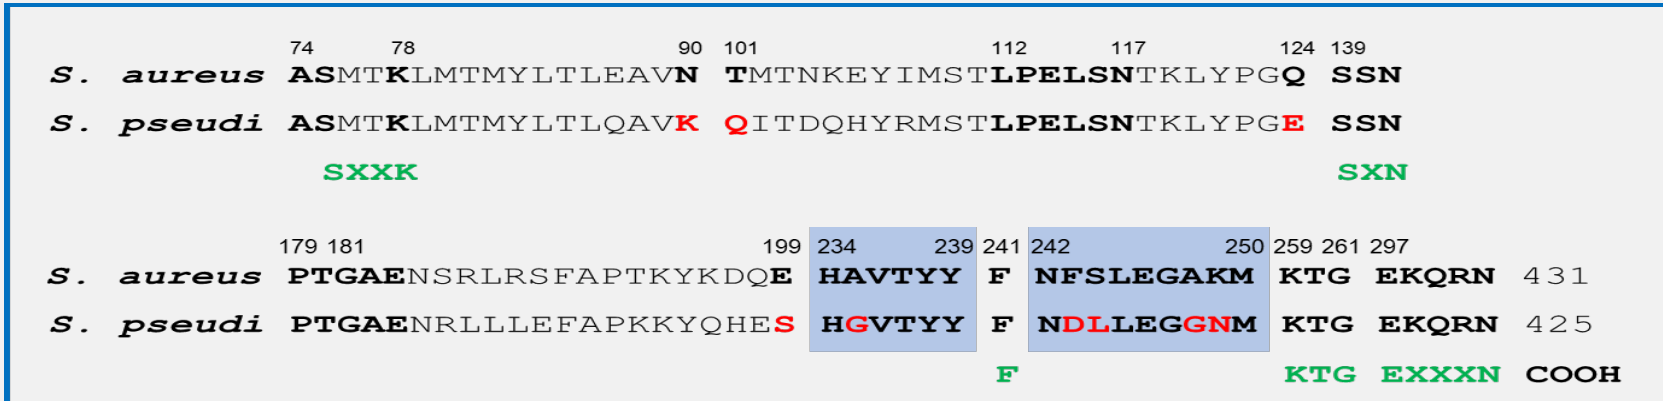 74 78 90 101 112 117 124 139
S. aureus ASMTKLMTMYLTLEAVN TMTNKEYIMSTLPELSNTKLYPGQ SSN
S. pseudi ASMTKLMTMYLTLQAVK QITDQHYRMSTLPELSNTKLYPGE SSN
SXXK SXN
179 181 199 234 239 241 242 250 259 261 297
S. aureus PTGAENSRLRSFAPTKYKDQE HAVTYY F NFSLEGAKM KTG EKQRN 431
S. pseudi PTGAENRLLLEFAPKKYQHES HGVTYY F NDLLEGGNM KTG EKQRN 425
F KTG EXXXN COOH